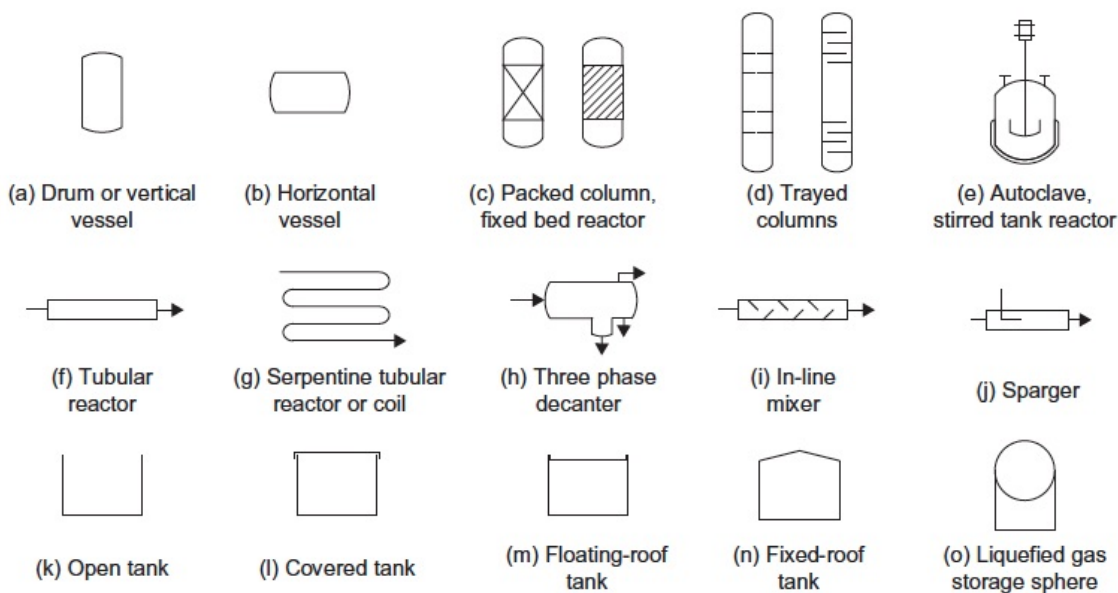 (a) Drum or vertical
vessel
(b) Horizontal
vessel
(c) Packed column,
fixed bed reactor
(d) Trayed
columns
(e) Autoclave,
stirred tank reactor
(f) Tubular
reactor
(g) Serpentine tubular
reactor or coil
(h) Three phase
decanter
(i) In-line
mixer
(j) Sparger
(k) Open tank
(l) Covered tank
(m) Floating-roof
tank
(n) Fixed-roof
tank
(o) Liquefied gas
storage sphere